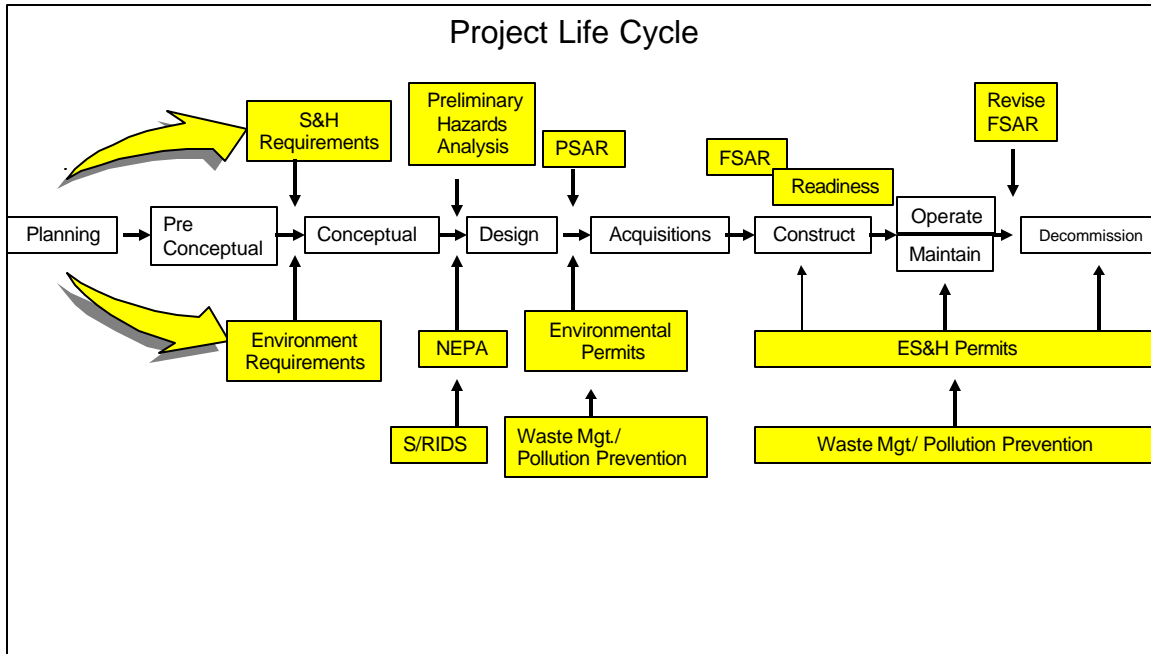 Project Life Cycle
S&H
Requirements
Preliminary
Hazards
Analysis
PSAR
FSAR
Readiness
Revise
FSAR
Planning
Pre
Conceptual
Conceptual
Design
Acquisitions
Construct
Operate
Maintain
Decommission
Environment
Requirements
NEPA
Environmental
Permits
ES&H Permits
S/RIDS
Waste Mgt./
Pollution Prevention
Waste Mgt/ Pollution Prevention